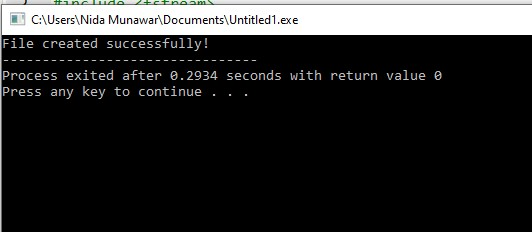 #include <fstream>
C:\Users\Nida Munawar\Documents\Untitled1.exe
File created successfully!
--------------------------------
Process exited after 0.2934 seconds with return value 0
Press any key to continue . . .